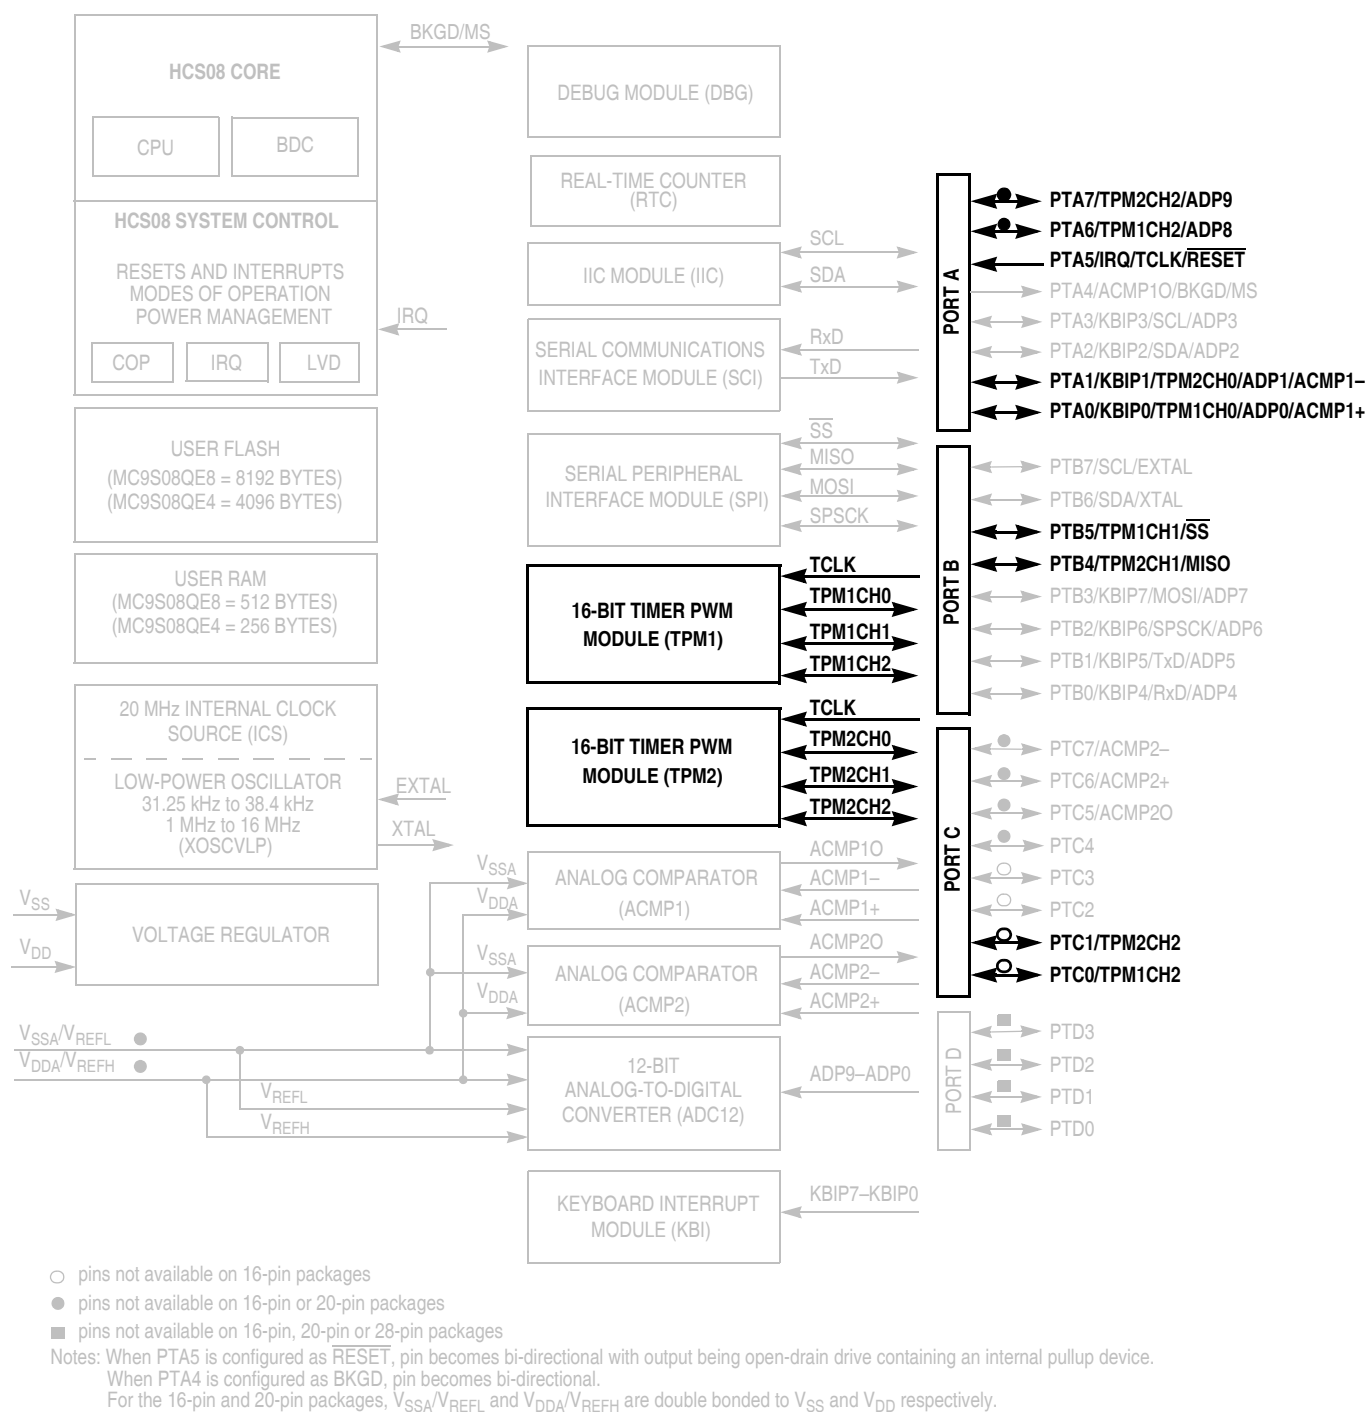 BKGD/MS
HCS08 CORE
CPU
BDC
HCS08 SYSTEM CONTROL
RESETS AND INTERRUPTS
MODES OF OPERATION
POWER MANAGEMENT
IRQ
COP
IRQ
LVD
USER FLASH
(MC9S08QE8 = 8192 BYTES)
(MC9S08QE4 = 4096 BYTES)
USER RAM
(MC9S08QE8 = 512 BYTES)
(MC9S08QE4 = 256 BYTES)
20 MHz INTERNAL CLOCK
SOURCE (ICS)
LOW-POWER OSCILLATOR
31.25 kHz to 38.4 kHz
1 MHz to 16 MHz
(XOSCVLP)
EXTAL
XTAL
VSS
VDD
VOLTAGE REGULATOR
VSSA/VREFL
VDDA/VREFH
VREFL
VREFH
DEBUG MODULE (DBG)
REAL-TIME COUNTER
(RTC)
IIC MODULE (IIC)
SCL
SDA
SERIAL COMMUNICATIONS
INTERFACE MODULE (SCI)
RxD
TxD
SERIAL PERIPHERAL
INTERFACE MODULE (SPI)
SS
MISO
MOSI
SPSCK
16-BIT TIMER PWM
MODULE (TPM1)
TCLK
TPM1CH0
TPM1CH1
TPM1CH2
16-BIT TIMER PWM
MODULE (TPM2)
TCLK
TPM2CH0
TPM2CH1
TPM2CH2
VSSA
VDDA
ANALOG COMPARATOR
(ACMP1)
ACMP1O
ACMP1–
ACMP1+
VSSA
VDDA
ANALOG COMPARATOR
(ACMP2)
ACMP2O
ACMP2–
ACMP2+
12-BIT
ANALOG-TO-DIGITAL
CONVERTER (ADC12)
ADP9–ADP0
KEYBOARD INTERRUPT
MODULE (KBI)
KBIP7–KBIP0
PORT A
PTA7/TPM2CH2/ADP9
PTA6/TPM1CH2/ADP8
PTA5/IRQ/TCLK/RESET
PTA4/ACMP1O/BKGD/MS
PTA3/KBIP3/SCL/ADP3
PTA2/KBIP2/SDA/ADP2
PTA1/KBIP1/TPM2CH0/ADP1/ACMP1–
PTA0/KBIP0/TPM1CH0/ADP0/ACMP1+
PORT B
PTB7/SCL/EXTAL
PTB6/SDA/XTAL
PTB5/TPM1CH1/SS
PTB4/TPM2CH1/MISO
PTB3/KBIP7/MOSI/ADP7
PTB2/KBIP6/SPSCK/ADP6
PTB1/KBIP5/TxD/ADP5
PTB0/KBIP4/RxD/ADP4
PORT C
PTC7/ACMP2–
PTC6/ACMP2+
PTC5/ACMP2O
PTC4
PTC3
PTC2
PTC1/TPM2CH2
PTC0/TPM1CH2
PORT D
PTD3
PTD2
PTD1
PTD0
pins not available on 16-pin packages
pins not available on 16-pin or 20-pin packages
pins not available on 16-pin, 20-pin or 28-pin packages
Notes: When PTA5 is configured as RESET, pin becomes bi-directional with output being open-drain drive containing an internal pullup device.
When PTA4 is configured as BKGD, pin becomes bi-directional.
For the 16-pin and 20-pin packages, VSSA/VREFL and VDDA/VREFH are double bonded to VSS and VDD respectively.